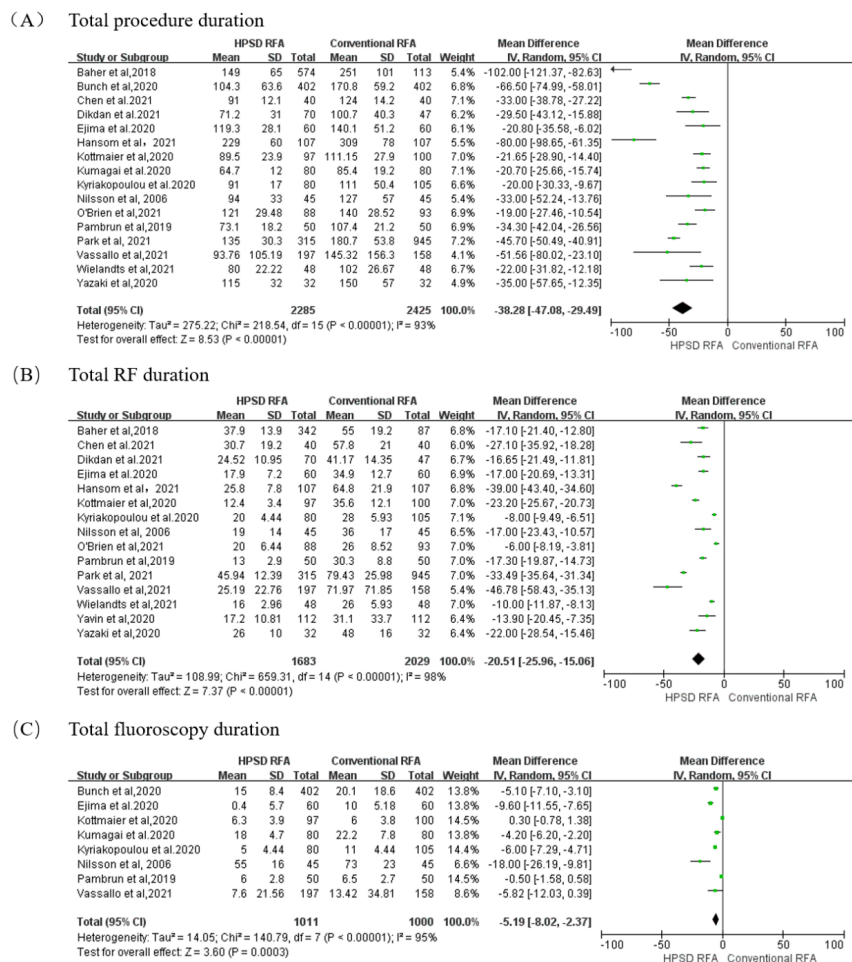 (A) Total procedure duration
HPSD RFA Conventional RFA Mean Difference Mean Difference
Study or Subgroup Mean SD Total Mean SD Total Weight IV, Random, 95% CI IV, Random, 95% CI
Baher et al,2018 149 65 574 251 101 113 5.4% -102.00 [-121.37, -82.63]
Bunch et al,2020 104.3 63.6 402 170.8 59.2 402 7.7% -66.50 [-74.99, -58.01]
Chen et al.2021 91 12.1 40 124 14.2 40 8.2% -33.00 [-38.78, -27.22]
Dikdan et al.2021 71.2 31 70 100.7 40.3 47 6.6% -29.50 [-43.12, -15.88]
Ejima et al.2020 119.3 28.1 60 140.1 51.2 60 6.3% -20.80 [-35.58, -6.02]
Hansom et al,2021 229 60 107 309 78 107 5.6% -80.00 [-98.65, -61.35]
Kottmaier et al,2020 89.5 23.9 97 111.15 27.9 100 7.9% -21.65 [-28.90, -14.40]
Kumagai et al,2020 64.7 12 80 85.4 19.2 80 8.3% -20.70 [-25.66, -15.74]
Kyriakopoulou et al.2020 91 17 80 111 50.4 105 7.3% -20.00 [-30.33, -9.67]
Nilsson et al, 2006 94 33 45 127 57 45 5.4% -33.00 [-52.24, -13.76]
O'Brien et al,2021 121 29.48 88 140 28.52 93 7.7% -19.00 [-27.46, -10.54]
Pambrun et al,2019 73.1 18.2 50 107.4 21.2 50 7.8% -34.30 [-42.04, -26.56]
Park et al, 2021 135 30.3 315 180.7 53.8 945 8.3% -45.70 [-50.49, -40.91]
Vassallo et al,2021 93.76 105.19 197 145.32 156.3 158 4.1% -51.56 [-80.02, -23.10]
Wielandts et al,2021 80 22.22 48 102 26.67 48 7.4% -22.00 [-31.82, -12.18]
Yazaki et al,2020 115 32 32 150 57 32 4.9% -35.00 [-57.65, -12.35]
Total (95% CI) 2285 2425 100.0% -38.28 [-47.08, -29.49]
Heterogeneity: Tau² = 275.22; Chi² = 218.54, df = 15 (P < 0.00001); I² = 93%
Test for overall effect: Z = 8.53 (P < 0.00001)
-100 -50 0 50 100
HPSD RFA Conventional RFA
(B) Total RF duration
HPSD RFA Conventional RFA Mean Difference Mean Difference
Study or Subgroup Mean SD Total Mean SD Total Weight IV, Random, 95% CI IV, Random, 95% CI
Baher et al,2018 37.9 13.9 342 55 19.2 87 6.8% -17.10 [-21.40, -12.80]
Chen et al.2021 30.7 19.2 40 57.8 21 40 5.8% -27.10 [-35.92, -18.28]
Dikdan et al.2021 24.52 10.95 70 41.17 14.35 47 6.7% -16.65 [-21.49, -11.81]
Ejima et al.2020 17.9 7.2 60 34.9 12.7 60 6.9% -17.00 [-20.69, -13.31]
Hansom et al，2021 25.8 7.8 107 64.8 21.9 107 6.8% -39.00 [-43.40, -34.60]
Kottmaier et al,2020 12.4 3.4 97 35.6 12.1 100 7.0% -23.20 [-25.67, -20.73]
Kyriakopoulou et al.2020 20 4.44 80 28 5.93 105 7.1% -8.00 [-9.49, -6.51]
Nilsson et al, 2006 19 14 45 36 17 45 6.4% -17.00 [-23.43, -10.57]
O'Brien et al,2021 20 6.44 88 26 8.52 93 7.0% -6.00 [-8.19, -3.81]
Pambrun et al,2019 13 2.9 50 30.3 8.8 50 7.0% -17.30 [-19.87, -14.73]
Park et al, 2021 45.94 12.39 315 79.43 25.98 945 7.0% -33.49 [-35.64, -31.34]
Vassallo et al,2021 25.19 22.76 197 71.97 71.85 158 5.2% -46.78 [-58.43, -35.13]
Wielandts et al,2021 16 2.96 48 26 5.93 48 7.0% -10.00 [-11.87, -8.13]
Yavin et al,2020 17.2 10.81 112 31.1 33.7 112 6.3% -13.90 [-20.45, -7.35]
Yazaki et al,2020 26 10 32 48 16 32 6.3% -22.00 [-28.54, -15.46]
Total (95% CI) 1683 2029 100.0% -20.51 [-25.96, -15.06]
Heterogeneity: Tau² = 108.99; Chi² = 659.31, df = 14 (P < 0.00001); I² = 98%
Test for overall effect: Z = 7.37 (P < 0.00001)
-100 -50 0 50 100
HPSD RFA Conventional RFA
(C) Total fluoroscopy duration
HPSD RFA Conventional RFA Mean Difference Mean Difference
Study or Subgroup Mean SD Total Mean SD Total Weight IV, Random, 95% CI IV, Random, 95% CI
Bunch et al,2020 15 8.4 402 20.1 18.6 402 13.8% -5.10 [-7.10, -3.10]
Ejima et al.2020 0.4 5.7 60 10 5.18 60 13.9% -9.60 [-11.55, -7.65]
Kottmaier et al,2020 6.3 3.9 97 6 3.8 100 14.5% 0.30 [-0.78, 1.38]
Kumagai et al,2020 18 4.7 80 22.2 7.8 80 13.8% -4.20 [-6.20, -2.20]
Kyriakopoulou et al.2020 5 4.44 80 11 4.44 105 14.4% -6.00 [-7.29, -4.71]
Nilsson et al, 2006 55 16 45 73 23 45 6.5% -18.00 [-26.19, -9.81]
Pambrun et al,2019 6 2.8 50 6.5 2.7 50 14.5% -0.50 [-1.58, 0.58]
Vassallo et al,2021 7.6 21.56 197 13.42 34.81 158 8.6% -5.82 [-12.03, 0.39]
Total (95% CI) 1011 1000 100.0% -5.19 [-8.02, -2.37]
Heterogeneity: Tau² = 14.05; Chi² = 140.79, df = 7 (P < 0.00001); I² = 95%
Test for overall effect: Z = 3.60 (P = 0.0003)
-100 -50 0 50 100
HPSD RFA Conventional RFA